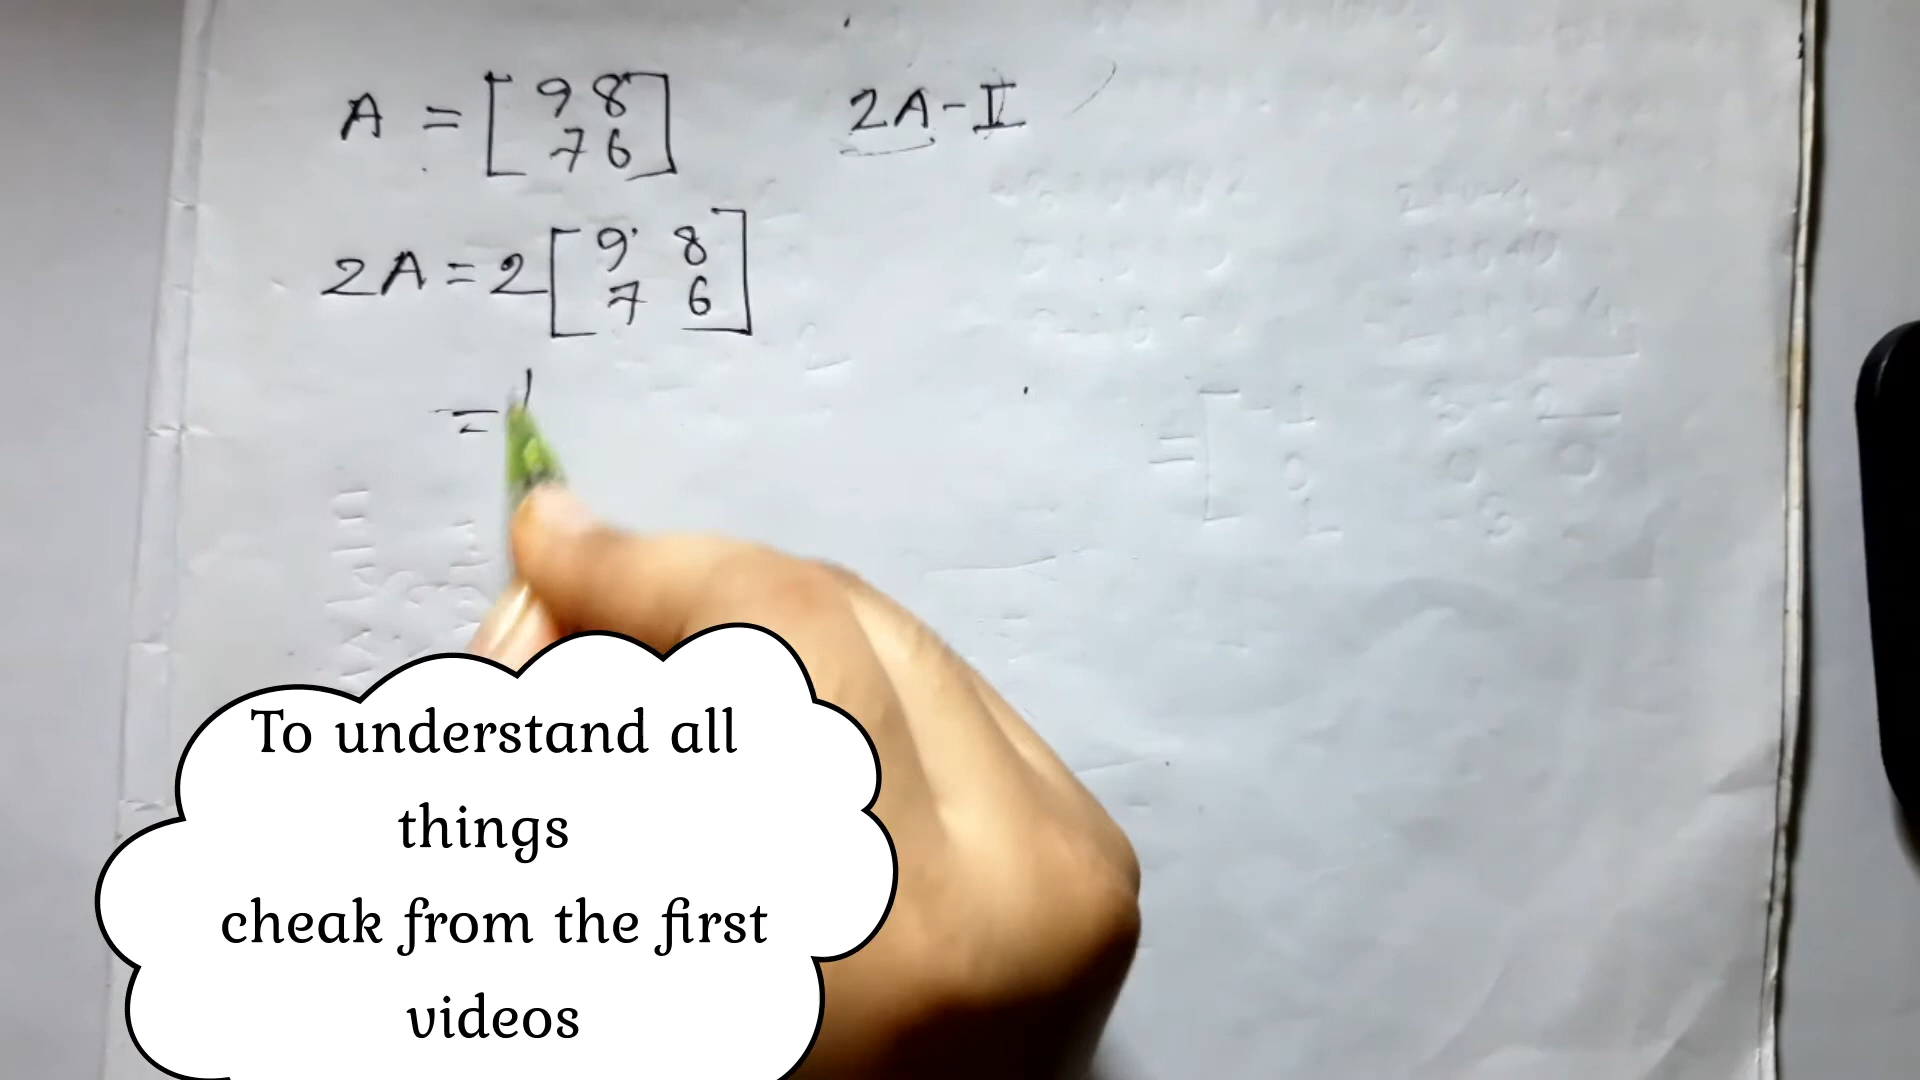 A = [ 9 8
7 6 ]
2A - I
2A = 2 [ 9 8
7 6 ]
=
To understand all
things
cheak from the first
videos